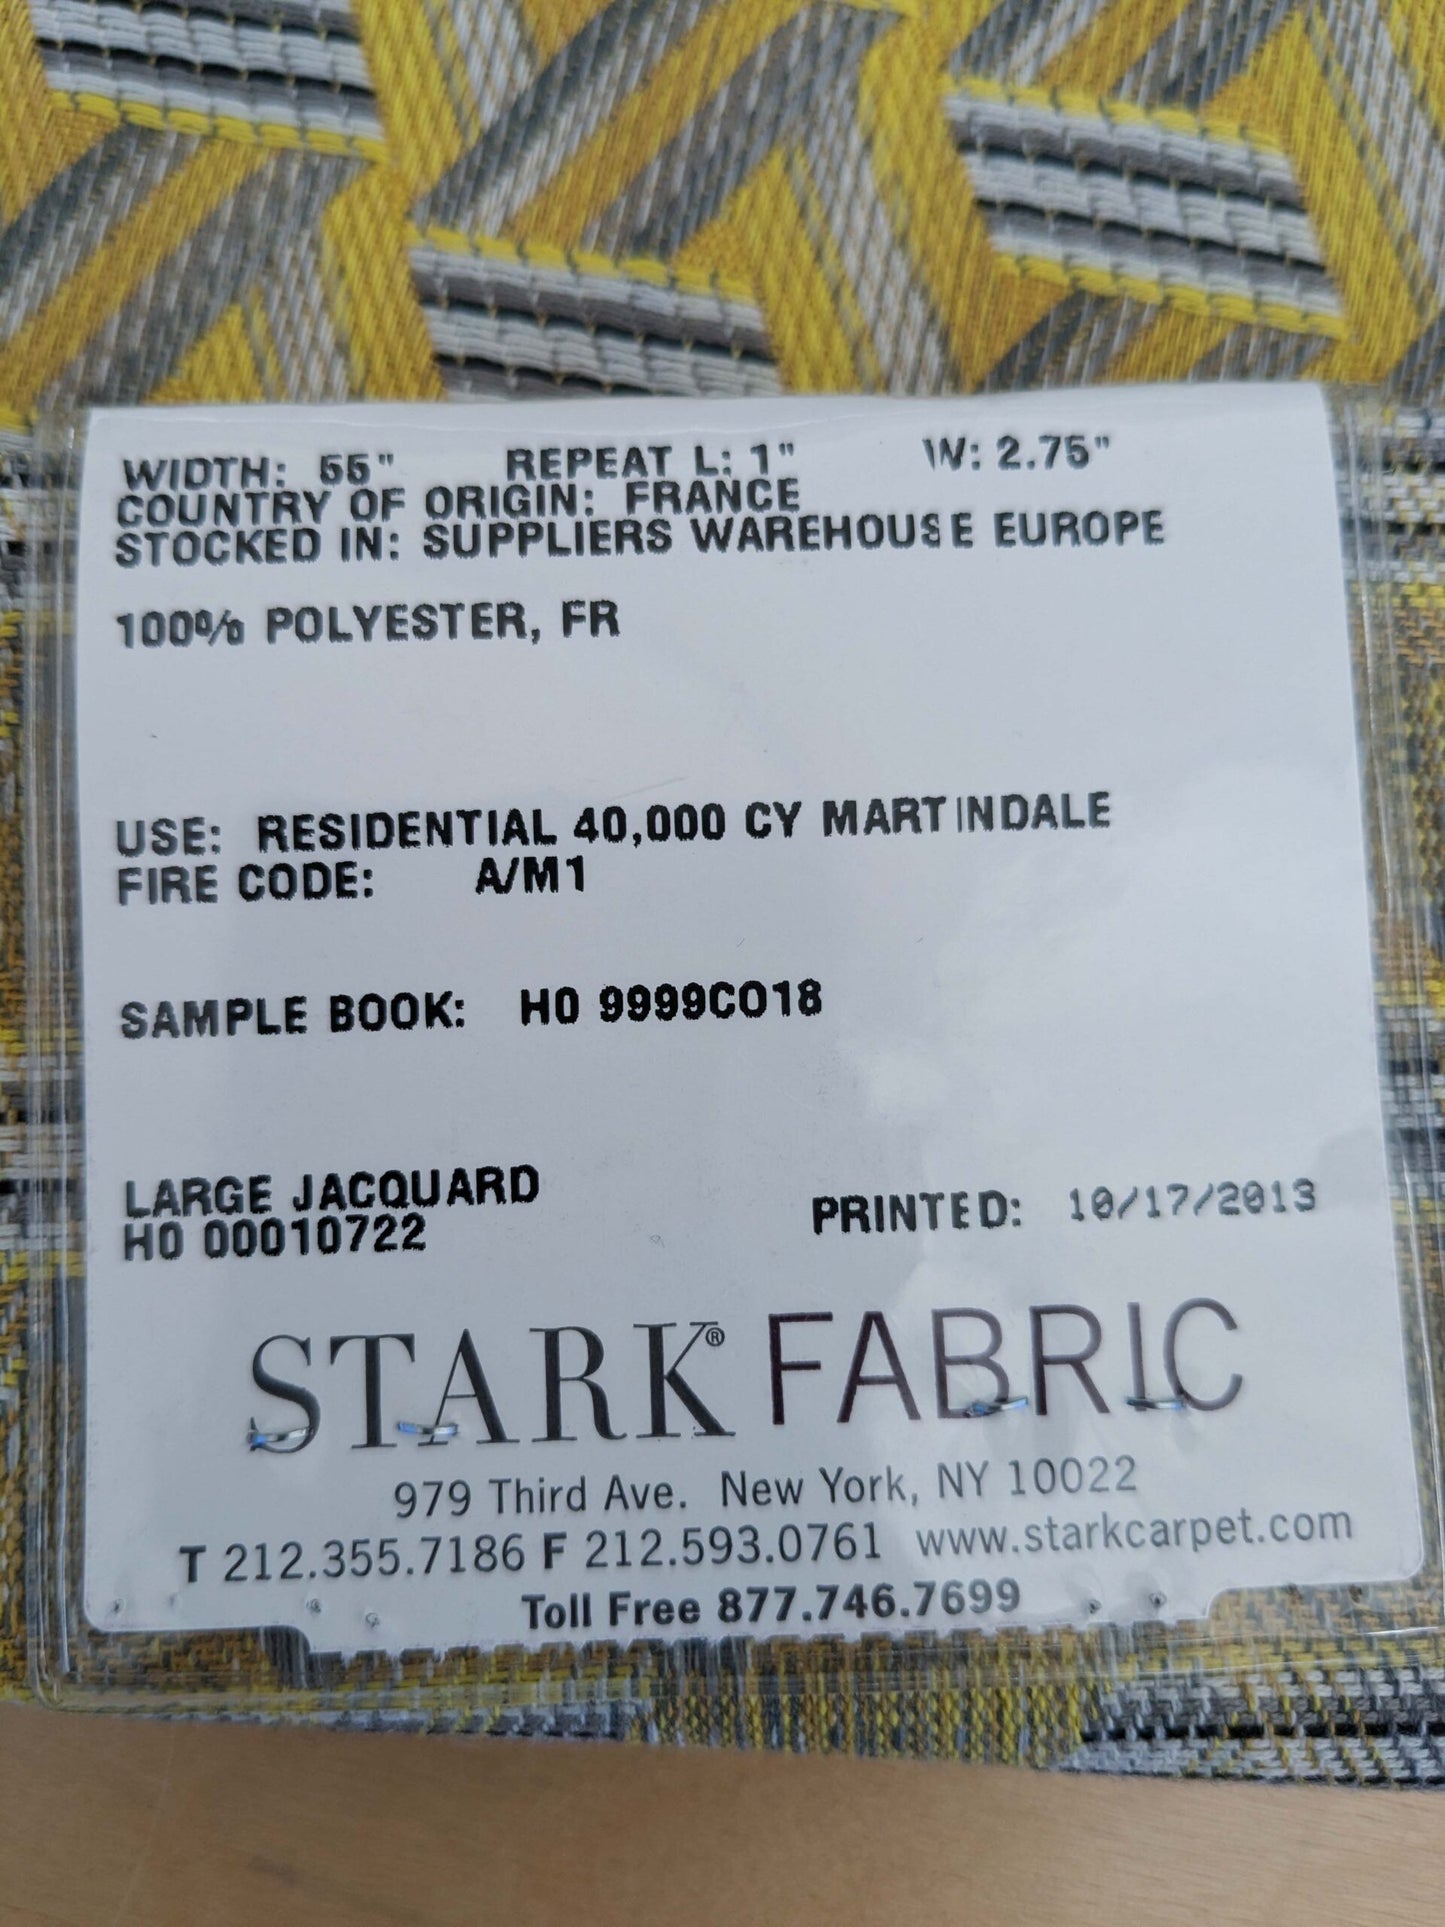 WIDTH: 55" REPEAT L: 1" W: 2.75"
COUNTRY OF ORIGIN: FRANCE
STOCKED IN: SUPPLIERS WAREHOUSE EUROPE
100% POLYESTER, FR
USE: RESIDENTIAL 40,000 CY MARTINDALE
FIRE CODE: A/M1
SAMPLE BOOK: H0 9999CO18
LARGE JACQUARD
H0 00010722
PRINTED: 10/17/2013
STARK® FABRIC
979 Third Ave. New York, NY 10022
T 212.355.7186 F 212.593.0761 www.starkcarpet.com
Toll Free 877.746.7699